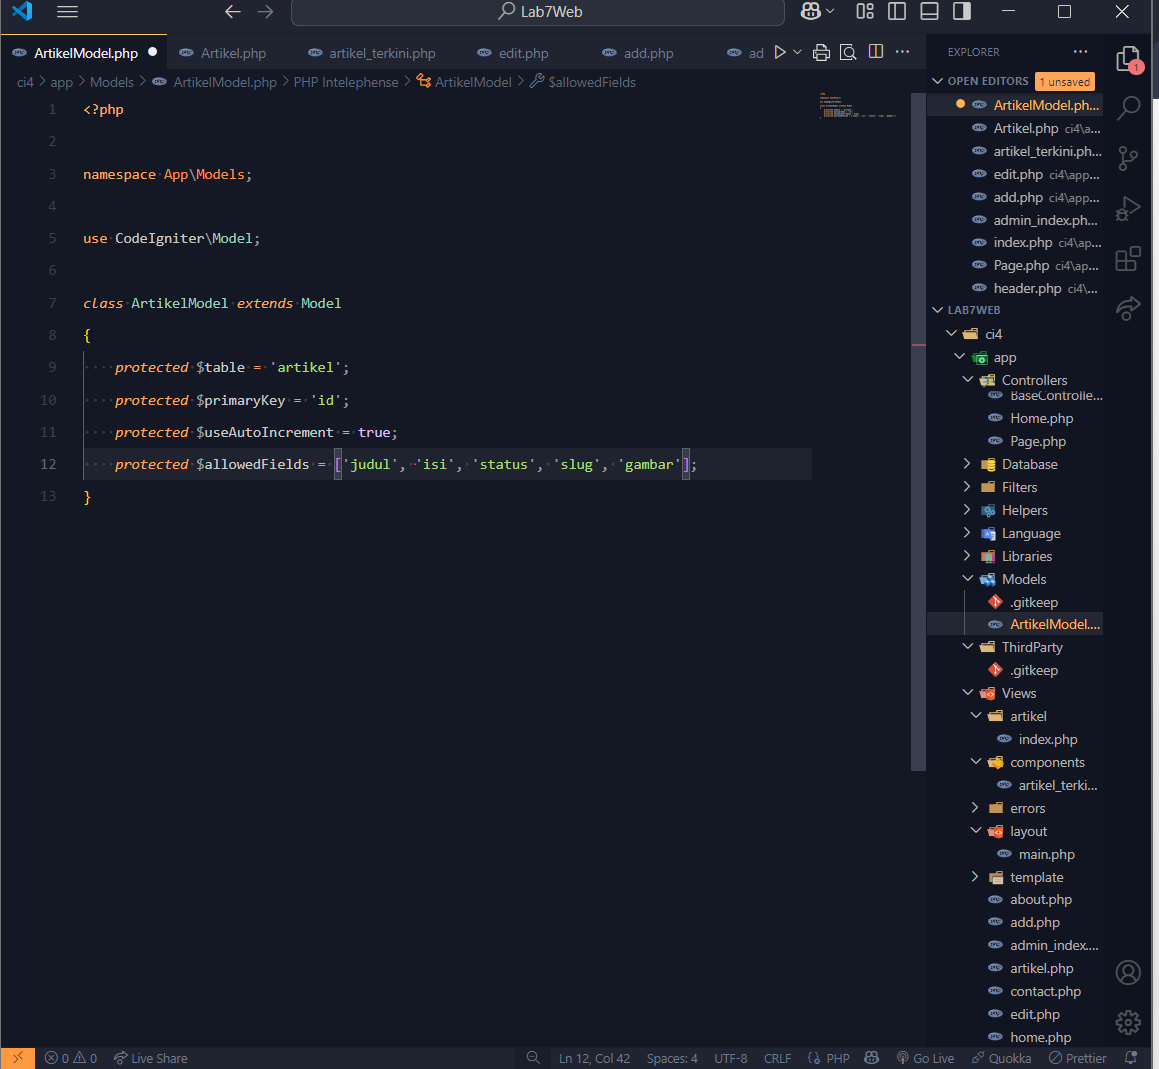 Lab7Web
ArtikelModel.php
Artikel.php
artikel_terkini.php
edit.php
add.php
ad
ci4 > app > Models > ArtikelModel.php > PHP Intelephense > ArtikelModel > $allowedFields
1 <?php
2
3 namespace App\Models;
4
5 use CodeIgniter\Model;
6
7 class ArtikelModel extends Model
8 {
9 protected $table = 'artikel';
10 protected $primaryKey = 'id';
11 protected $useAutoIncrement = true;
12 protected $allowedFields = ['judul', 'isi', 'status', 'slug', 'gambar'];
13 }
EXPLORER
OPEN EDITORS 1 unsaved
ArtikelModel.ph...
Artikel.php ci4\a...
artikel_terkini.ph...
edit.php ci4\app...
add.php ci4\app...
admin_index.ph...
index.php ci4\ap...
Page.php ci4\ap...
header.php ci4\...
LAB7WEB
ci4
app
Controllers
BaseControlle...
Home.php
Page.php
Database
Filters
Helpers
Language
Libraries
Models
.gitkeep
ArtikelModel....
ThirdParty
.gitkeep
Views
artikel
index.php
components
artikel_terki...
errors
layout
main.php
template
about.php
add.php
admin_index....
artikel.php
contact.php
edit.php
home.php
1
0 0 Live Share Ln 12, Col 42 Spaces: 4 UTF-8 CRLF {} PHP Go Live Quokka Prettier